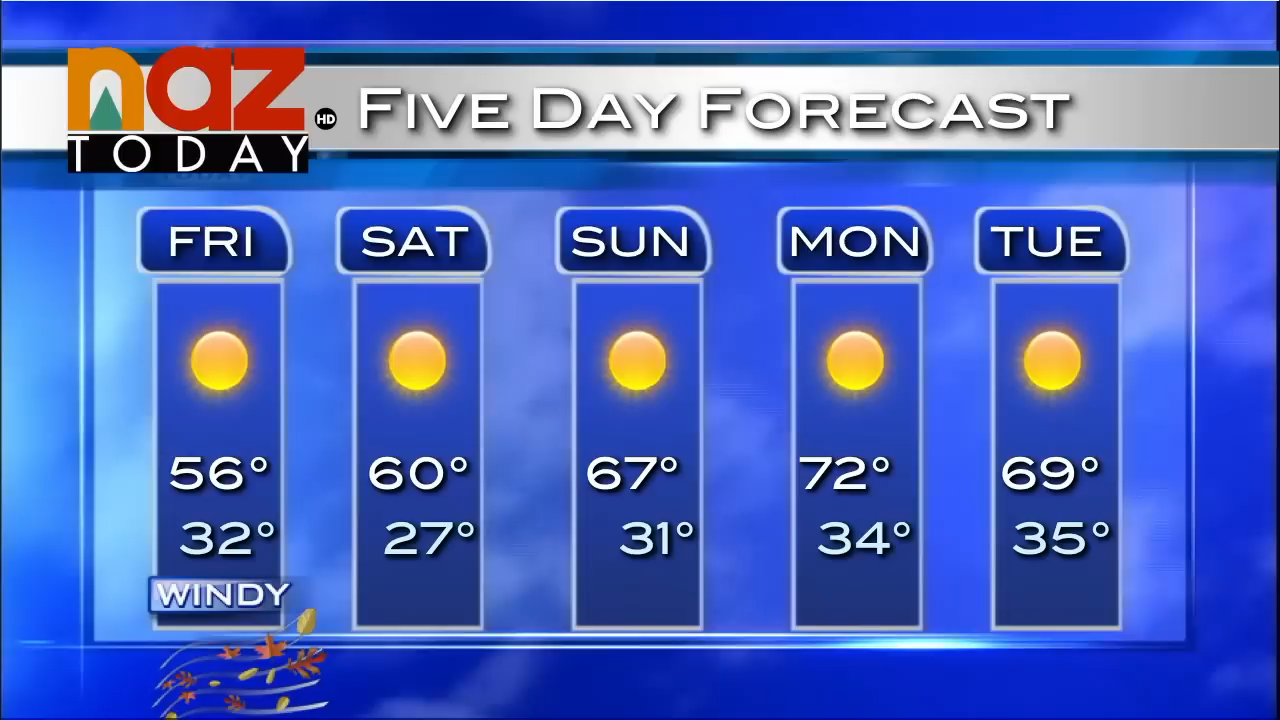 naz
TODAY
HD
FIVE DAY FORECAST
FRI SAT SUN MON TUE
56° 60° 67° 72° 69°
32° 27° 31° 34° 35°
WINDY